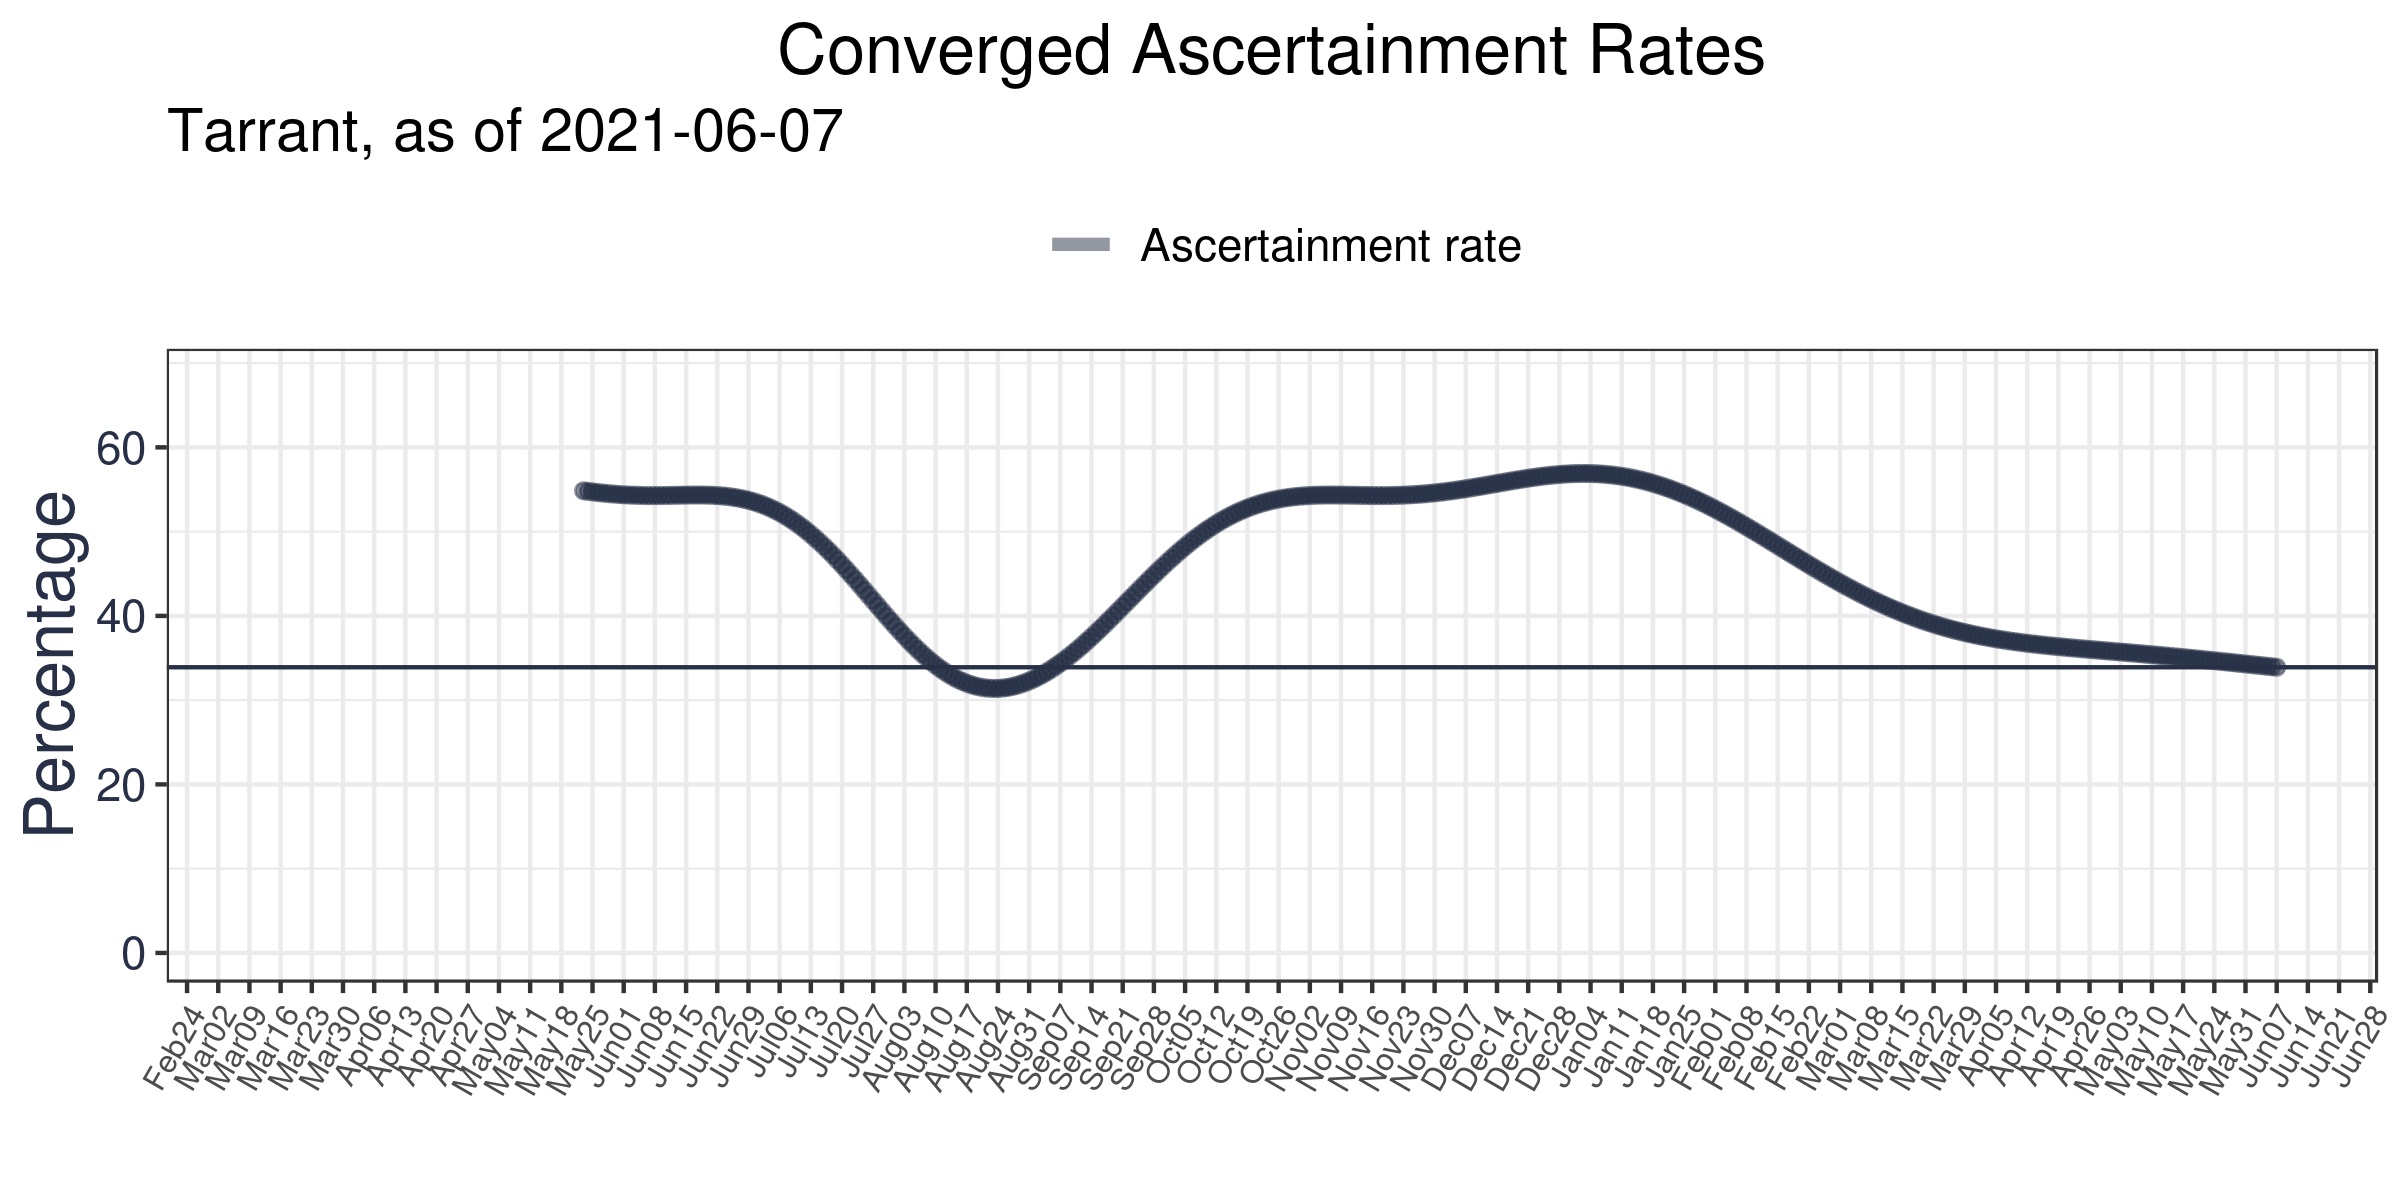 Converged Ascertainment Rates
Tarrant, as of 2021-06-07
Ascertainment rate
Percentage
60
40
20
0
Feb24 Mar02 Mar09 Mar16 Mar23 Mar30 Apr06 Apr13 Apr20 Apr27 May04 May11 May18 May25 Jun01 Jun08 Jun15 Jun22 Jun29 Jul06 Jul13 Jul20 Jul27 Aug03 Aug10 Aug17 Aug24 Aug31 Sep07 Sep14 Sep21 Sep28 Oct05 Oct12 Oct19 Oct26 Nov02 Nov09 Nov16 Nov23 Nov30 Dec07 Dec14 Dec21 Dec28 Jan04 Jan11 Jan18 Jan25 Feb01 Feb08 Feb15 Feb22 Mar01 Mar08 Mar15 Mar22 Mar29 Apr05 Apr12 Apr19 Apr26 May03 May10 May17 May24 May31 Jun07 Jun14 Jun21 Jun28